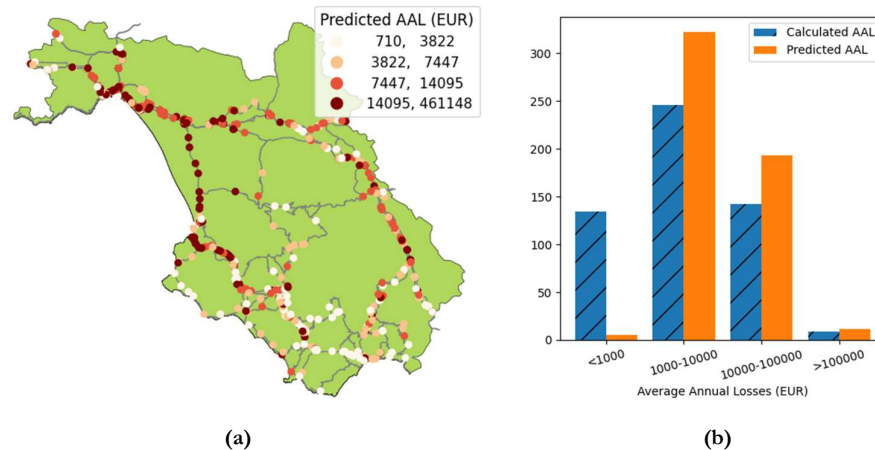 Predicted AAL (EUR)
710, 3822
3822, 7447
7447, 14095
14095, 461148
(a)
Calculated AAL
Predicted AAL
300
250
200
150
100
50
0
<1000
1000-10000
10000-100000
>100000
Average Annual Losses (EUR)
(b)